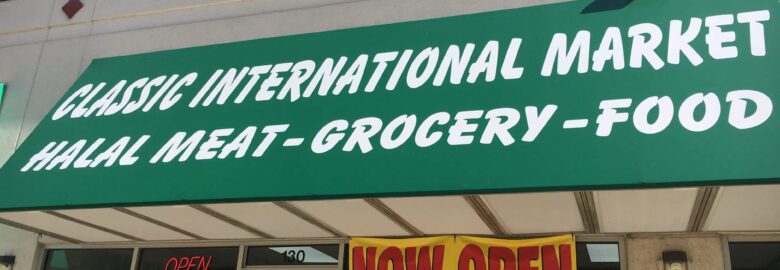 CLASSIC INTERNATIONAL MARKET
HALAL MEAT-GROCERY-FOOD
OPEN
130
NOW OPEN